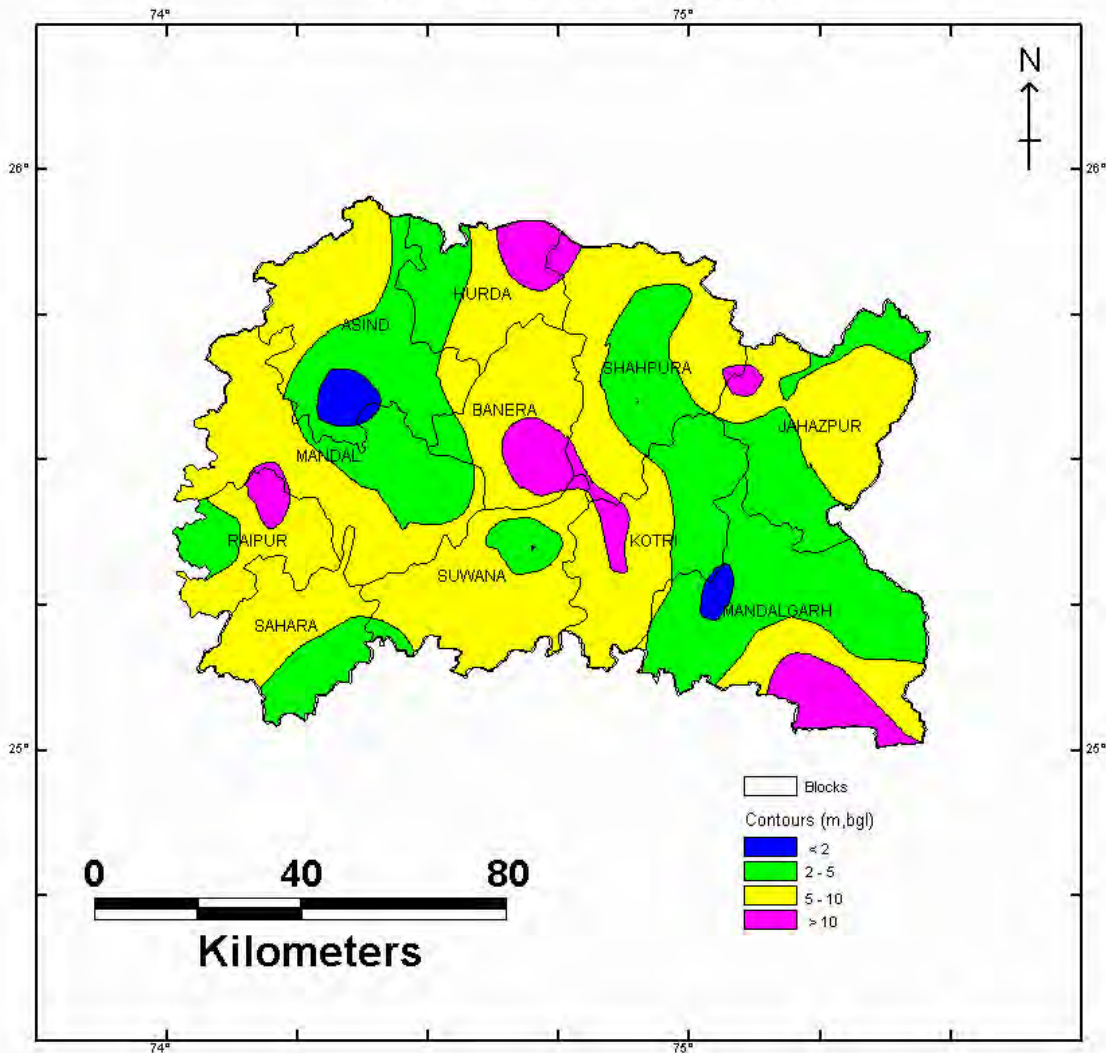 74° 75°
N
26° 26°
HURDA
ASIND
SHAHPURA
BANERA
JAHAZPUR
MANDAL
RAIPUR
KOTRI
SUWANA
MANDALGARH
SAHARA
25° 25°
Blocks
Contours (m,bgl)
< 2
2 - 5
5 - 10
> 10
0 40 80
Kilometers
74° 75°